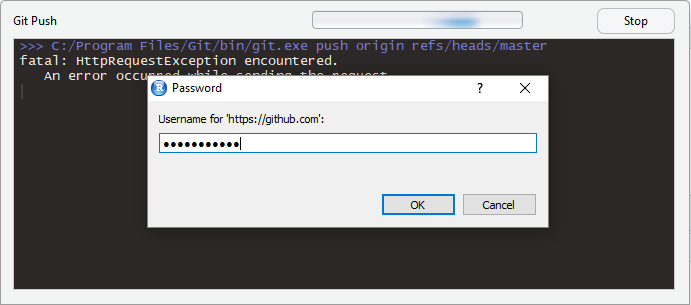 Git Push
Stop
>>> C:/Program Files/Git/bin/git.exe push origin refs/heads/master
fatal: HttpRequestException encountered.
An error occurred while sending the request.
R Password ?
Username for 'https://github.com':
●●●●●●●●●●●
OK Cancel